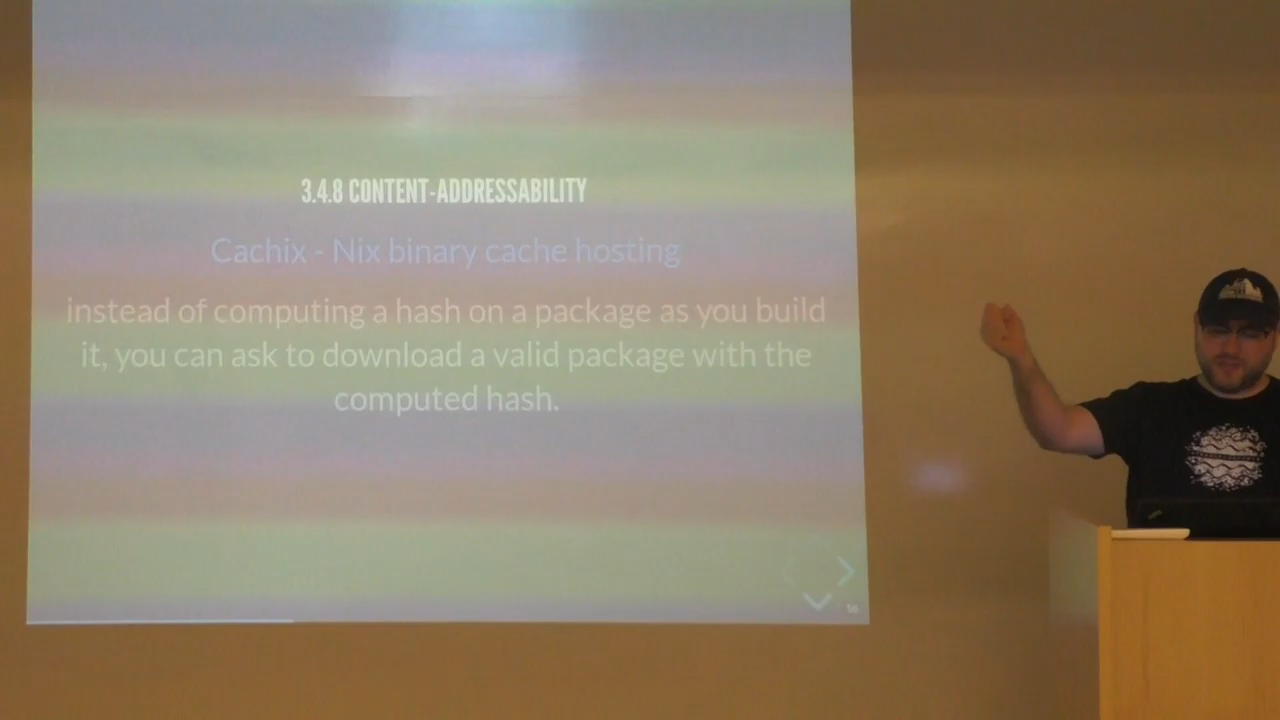 3.4.8 CONTENT-ADDRESSABILITY
Cachix - Nix binary cache hosting
instead of computing a hash on a package as you build
it, you can ask to download a valid package with the
computed hash.